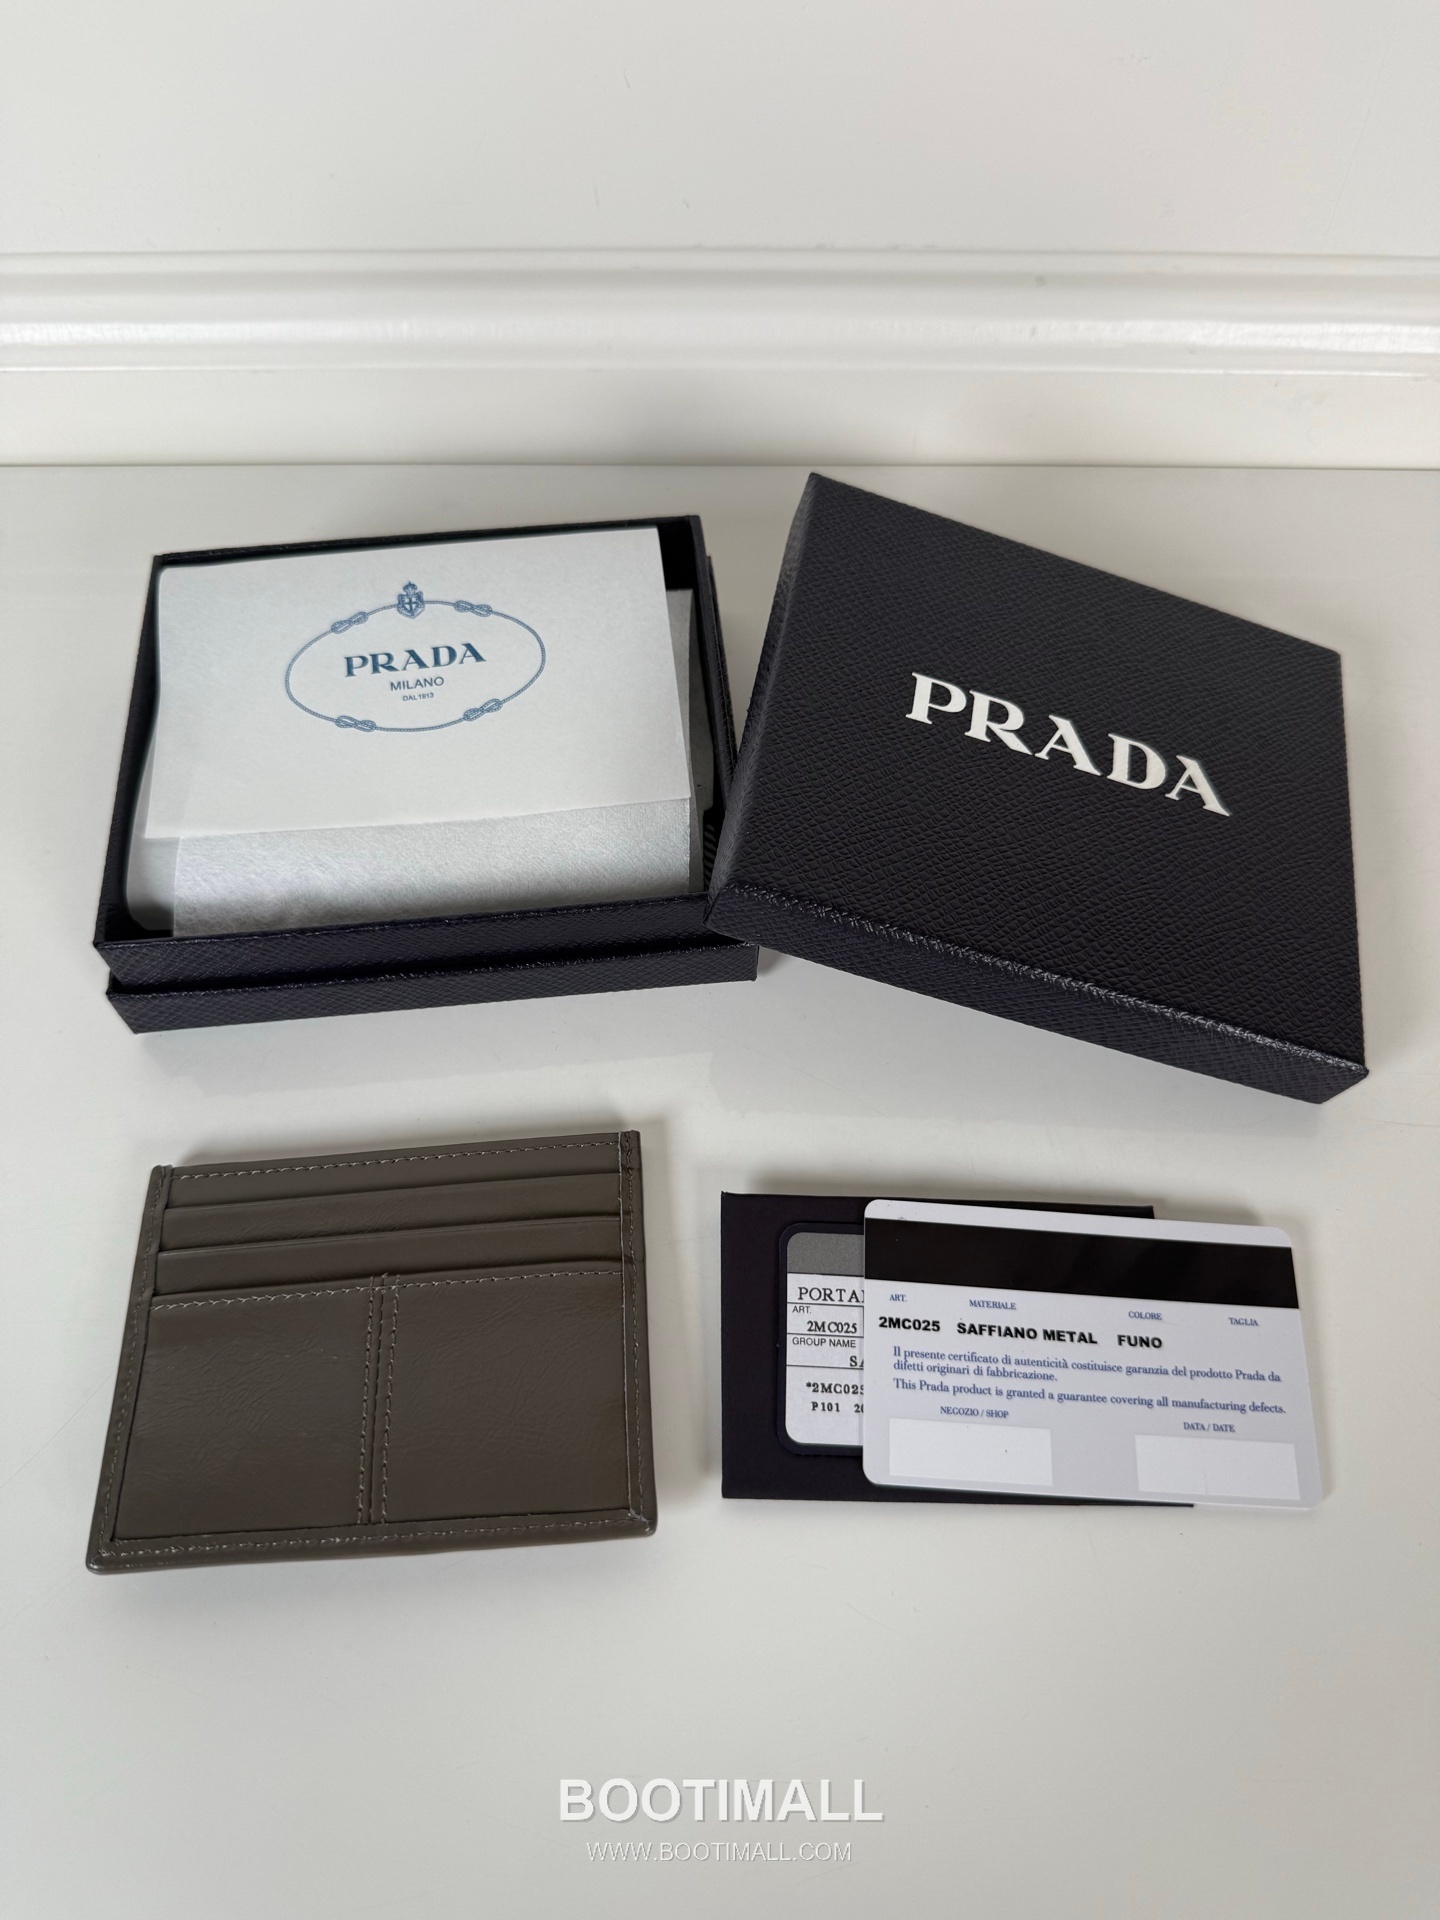 PRADA
MILANO
DAL 1913
PRADA
PORTA
ART.
2MC025
GROUP NAME
SA
*2MC025
P101 20
ART. MATERIALE COLORE TAGLIA
2MC025 SAFFIANO METAL FUNO
Il presente certificato di autenticità costituisce garanzia del prodotto Prada da
difetti originari di fabbricazione.
This Prada product is granted a guarantee covering all manufacturing defects.
NEGOZIO / SHOP DATA / DATE
BOOTIMALL
WWW.BOOTIMALL.COM